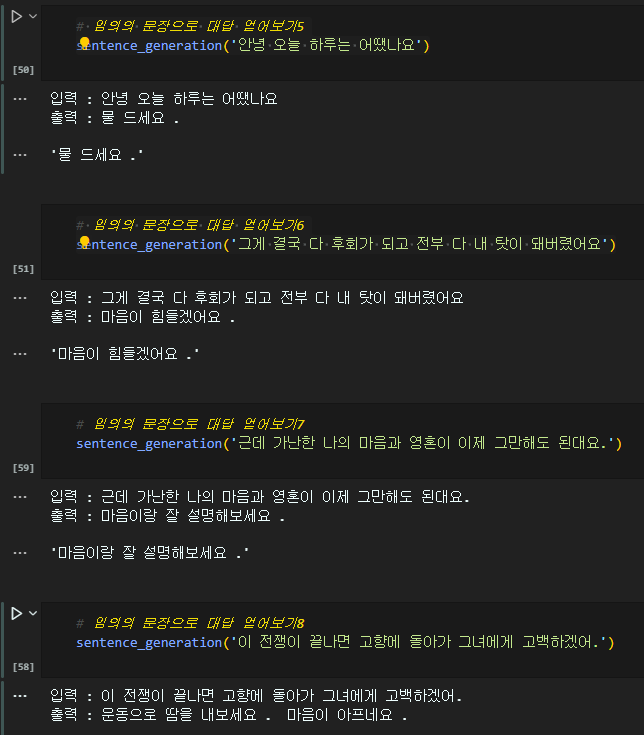 # 임의의 문장으로 대답 얻어보기5
sentence_generation('안녕 오늘 하루는 어땠나요')
[50]
... 입력 : 안녕 오늘 하루는 어땠나요
출력 : 물 드세요 .
... '물 드세요 .'
# 임의의 문장으로 대답 얻어보기6
sentence_generation('그게 결국 다 후회가 되고 전부 다 내 탓이 돼버렸어요')
[51]
... 입력 : 그게 결국 다 후회가 되고 전부 다 내 탓이 돼버렸어요
출력 : 마음이 힘들겠어요 .
... '마음이 힘들겠어요 .'
# 임의의 문장으로 대답 얻어보기7
sentence_generation('근데 가난한 나의 마음과 영혼이 이제 그만해도 된대요.')
[59]
... 입력 : 근데 가난한 나의 마음과 영혼이 이제 그만해도 된대요.
출력 : 마음이랑 잘 설명해보세요 .
... '마음이랑 잘 설명해보세요 .'
# 임의의 문장으로 대답 얻어보기8
sentence_generation('이 전쟁이 끝나면 고향에 돌아가 그녀에게 고백하겠어.')
[58]
... 입력 : 이 전쟁이 끝나면 고향에 돌아가 그녀에게 고백하겠어.
출력 : 운동으로 땀을 내보세요 .  마음이 아프네요 .